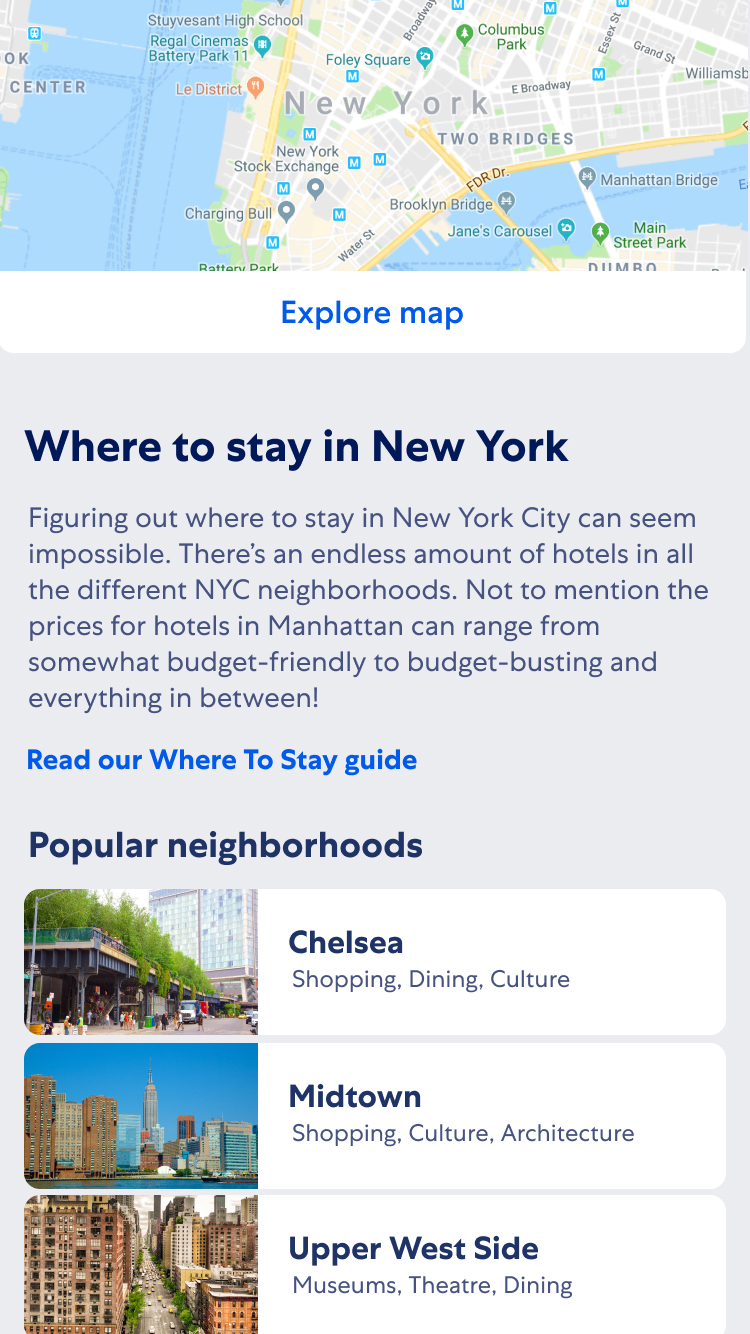 Stuyvesant High School
Broadway
Columbus
Park
Essex St
Regal Cinemas
Battery Park 11
Grand St
OK
Foley Square
Williamsb
CENTER
Le District
E Broadway
New York
TWO BRIDGES
New York
Stock Exchange
FDR Dr.
Manhattan Bridge
Charging Bull
Brooklyn Bridge
Jane's Carousel
Main
Street Park
Water St
Battery Park
DUMBO
Explore map
Where to stay in New York
Figuring out where to stay in New York City can seem
impossible. There’s an endless amount of hotels in all
the different NYC neighborhoods. Not to mention the
prices for hotels in Manhattan can range from
somewhat budget-friendly to budget-busting and
everything in between!
Read our Where To Stay guide
Popular neighborhoods
Chelsea
Shopping, Dining, Culture
Midtown
Shopping, Culture, Architecture
Upper West Side
Museums, Theatre, Dining